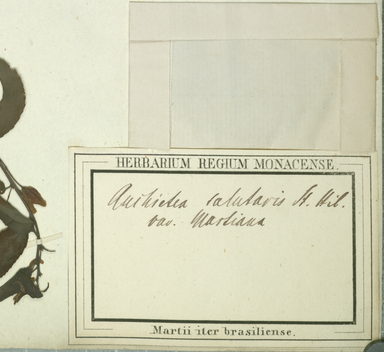 HERBARIUM REGIUM MONACENSE.
Anchietea salutaris St. Hil.
var. Martiana
Martii iter brasiliense.